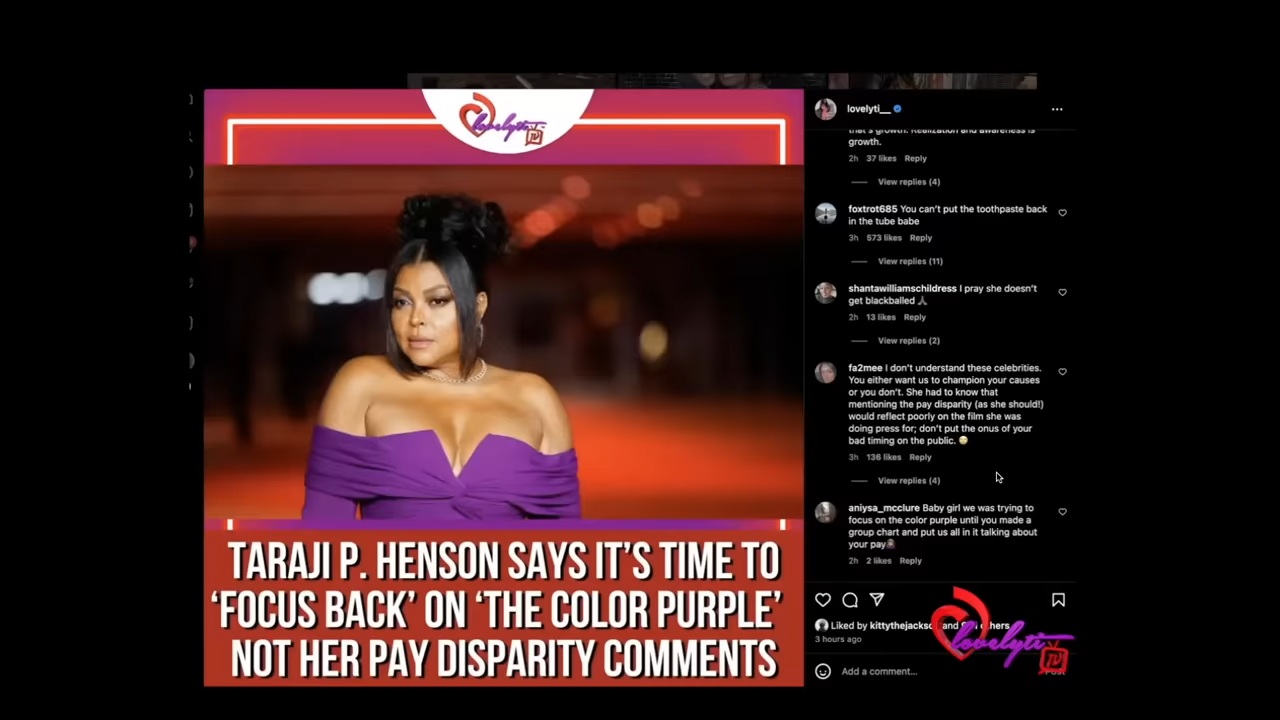 lovelyti TV
TARAJI P. HENSON SAYS IT'S TIME TO
'FOCUS BACK' ON 'THE COLOR PURPLE'
NOT HER PAY DISPARITY COMMENTS
lovelyti__
that's growth. Realization and awareness is
growth.
2h 37 likes Reply
View replies (4)
foxtrot685 You can't put the toothpaste back
in the tube babe
3h 573 likes Reply
View replies (11)
shantawilliamschildress I pray she doesn't
get blackballed 🙏🏿
2h 13 likes Reply
View replies (2)
fa2mee I don't understand these celebrities.
You either want us to champion your causes
or you don't. She had to know that
mentioning the pay disparity (as she should!)
would reflect poorly on the film she was
doing press for; don't put the onus of your
bad timing on the public. 🙄
3h 136 likes Reply
View replies (4)
aniysa_mcclure Baby girl we was trying to
focus on the color purple until you made a
group chart and put us all in it talking about
your pay
2h 2 likes Reply
Liked by and others
3 hours ago
Add a comment...
lovelyti TV